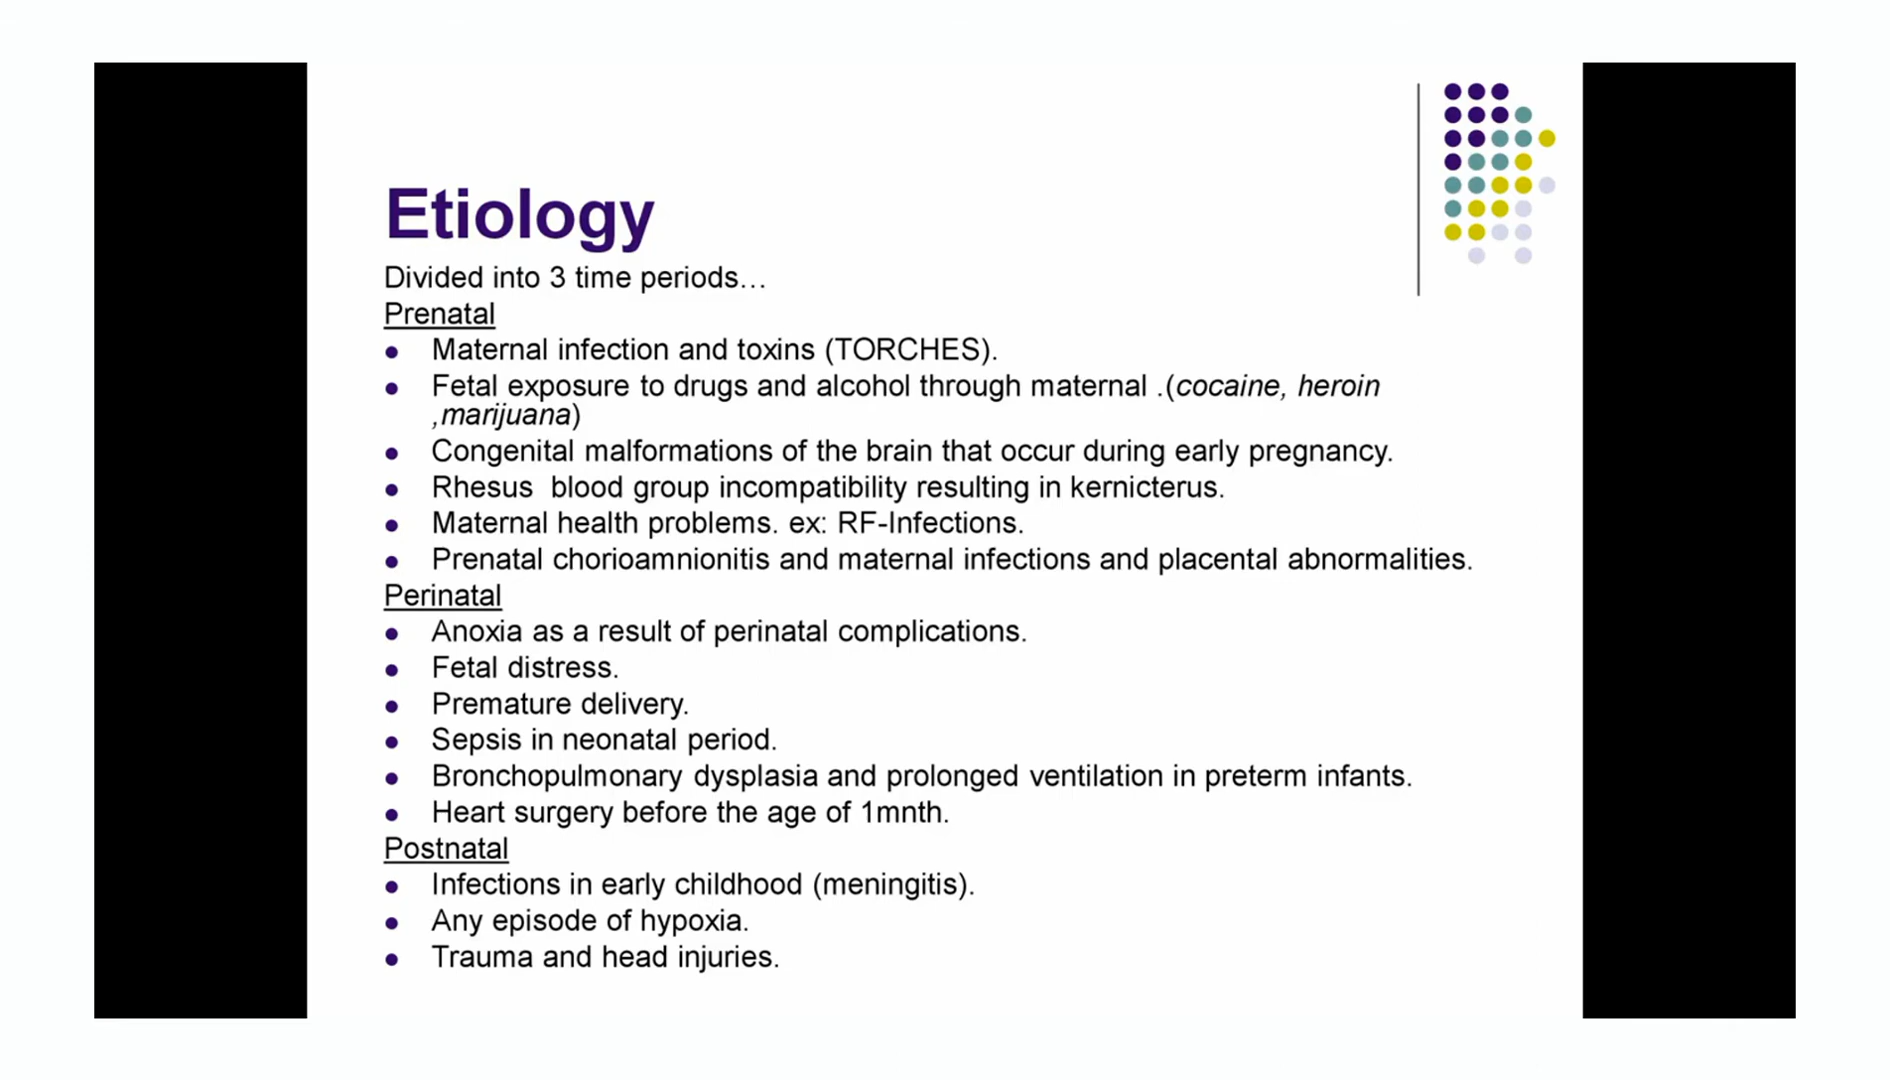 Etiology
Divided into 3 time periods…
Prenatal
Maternal infection and toxins (TORCHES).
Fetal exposure to drugs and alcohol through maternal .(cocaine, heroin
,marijuana)
Congenital malformations of the brain that occur during early pregnancy.
Rhesus  blood group incompatibility resulting in kernicterus.
Maternal health problems. ex: RF-Infections.
Prenatal chorioamnionitis and maternal infections and placental abnormalities.
Perinatal
Anoxia as a result of perinatal complications.
Fetal distress.
Premature delivery.
Sepsis in neonatal period.
Bronchopulmonary dysplasia and prolonged ventilation in preterm infants.
Heart surgery before the age of 1mnth.
Postnatal
Infections in early childhood (meningitis).
Any episode of hypoxia.
Trauma and head injuries.